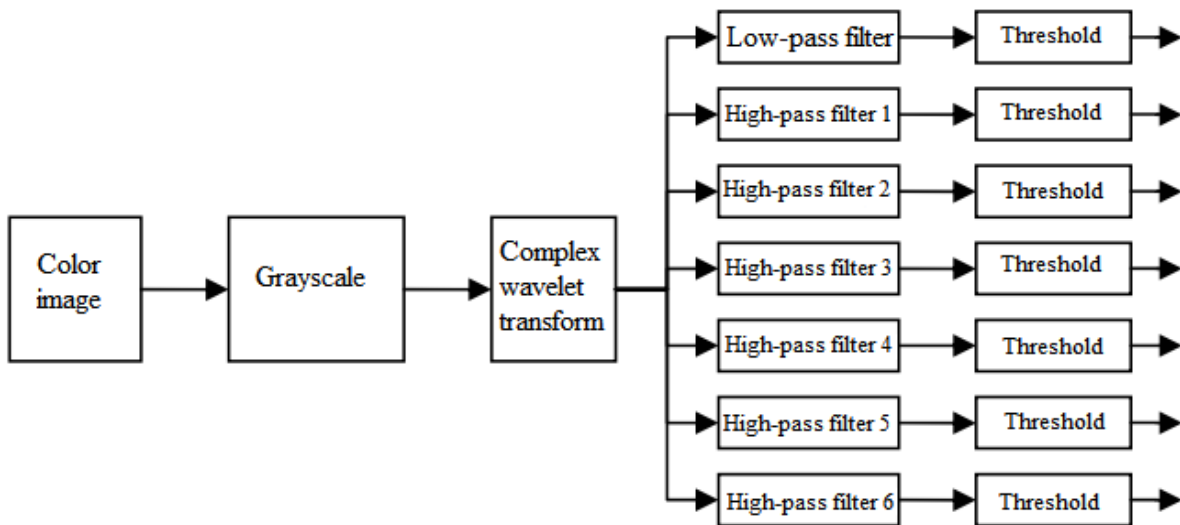 Color
image
Grayscale
Complex
wavelet
transform
Low-pass filter
Threshold
High-pass filter 1
Threshold
High-pass filter 2
Threshold
High-pass filter 3
Threshold
High-pass filter 4
Threshold
High-pass filter 5
Threshold
High-pass filter 6
Threshold